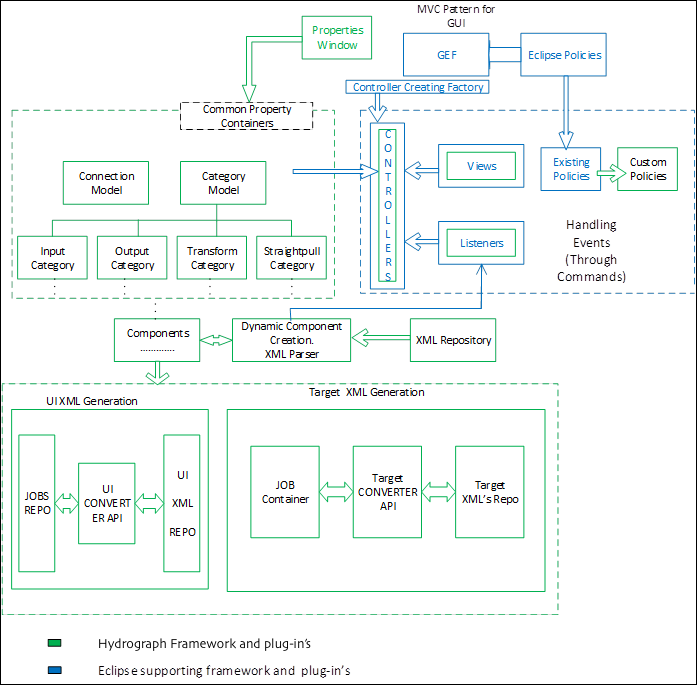 MVC Pattern for
GUI
Properties
Window
GEF
Eclipse Policies
Controller Creating Factory
Common Property
Containers
CONTROLLERS
Connection
Model
Category
Model
Views
Existing
Policies
Custom
Policies
Input
Category
Output
Category
Transform
Category
Straightpull
Category
Listeners
Handling
Events
(Through
Commands)
Components
.............
Dynamic Component
Creation.
XML Parser
XML Repository
UI XML Generation
Target XML Generation
JOBS
REPO
UI
CONVERT
ER API
UI
XML
REPO
JOB
Container
Target
CONVERTER
API
Target
XML's Repo
Hydrograph Framework and plug-in's
Eclipse supporting framework and plug-in's